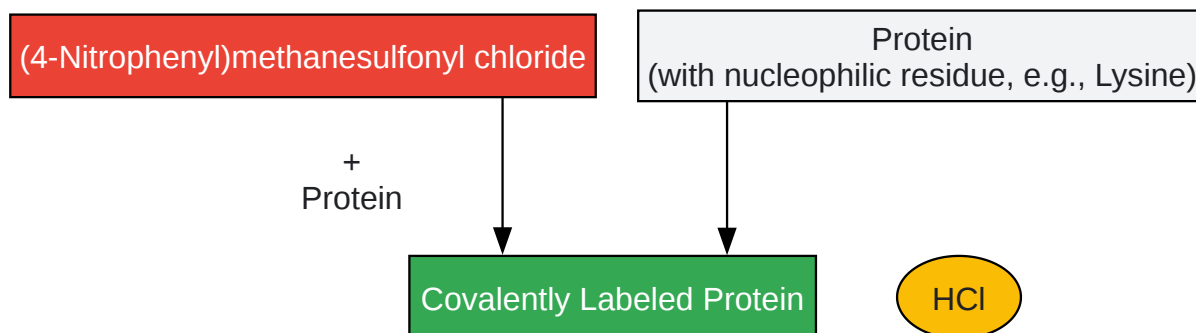 (4-Nitrophenyl)methanesulfonyl chloride
Protein
(with nucleophilic residue, e.g., Lysine)
+
Protein
Covalently Labeled Protein
HCl